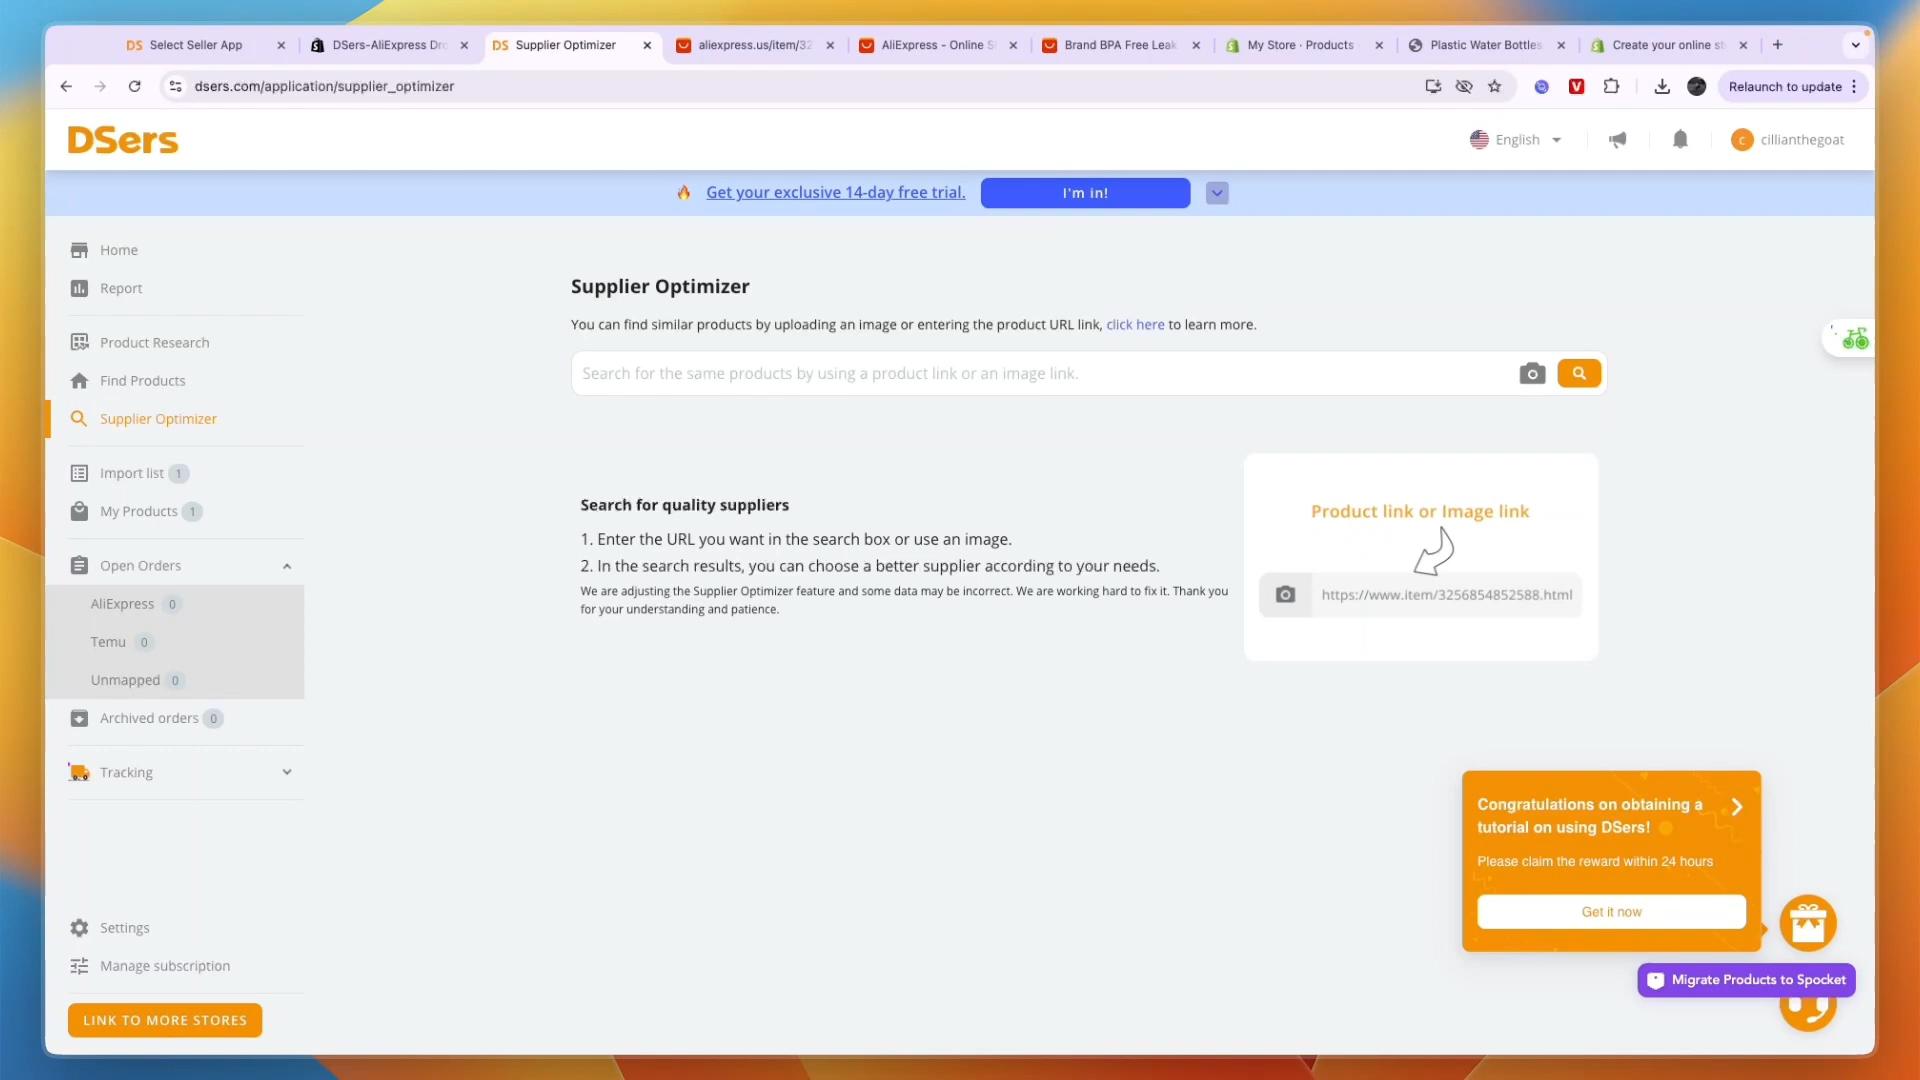 DS Select Seller App
DSers-AliExpress Dr
DS Supplier Optimizer
aliexpress.us/item/32
AliExpress - Online S
Brand BPA Free Leak
My Store · Products
Plastic Water Bottles
Create your online st
dsers.com/application/supplier_optimizer
V
Relaunch to update
DSers
English
c cillianthegoat
Get your exclusive 14-day free trial.
I'm in!
Home
Report
Product Research
Find Products
Supplier Optimizer
Import list 1
My Products 1
Open Orders
AliExpress 0
Temu 0
Unmapped 0
Archived orders 0
Tracking
Settings
Manage subscription
LINK TO MORE STORES
Supplier Optimizer
You can find similar products by uploading an image or entering the product URL link, click here to learn more.
Search for the same products by using a product link or an image link.
Search for quality suppliers
1. Enter the URL you want in the search box or use an image.
2. In the search results, you can choose a better supplier according to your needs.
We are adjusting the Supplier Optimizer feature and some data may be incorrect. We are working hard to fix it. Thank you
for your understanding and patience.
Product link or Image link
https://www.item/3256854852588.html
Congratulations on obtaining a
tutorial on using DSers!
Please claim the reward within 24 hours
Get it now
Migrate Products to Spocket